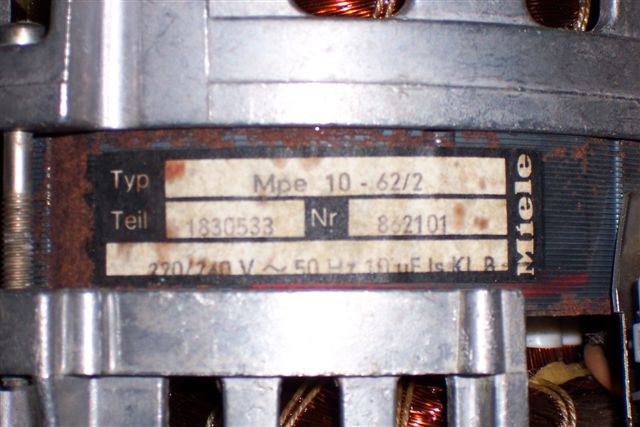 Typ Mpe 10 - 62/2
Teil 1830533 Nr 862101
220/240 V ~ 50 Hz 10 µF Is.Kl.B
Miele